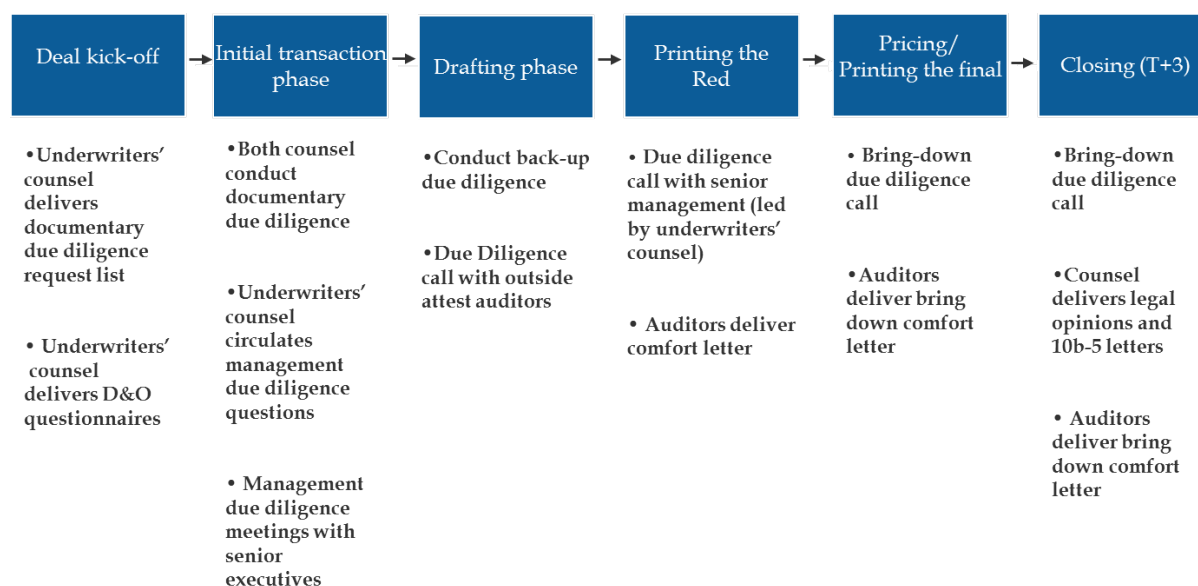 Deal kick-off
Initial transaction
phase
Drafting phase
Printing the
Red
Pricing/
Printing the final
Closing (T+3)
•Underwriters’
counsel
delivers
documentary
due diligence
request list
• Underwriters’
counsel
delivers D&O
questionnaires
•Both counsel
conduct
documentary
due diligence
•Underwriters’
counsel
circulates
management
due diligence
questions
• Management
due diligence
meetings with
senior
executives
•Conduct back-up
due diligence
•Due Diligence
call with outside
attest auditors
• Due diligence
call with senior
management (led
by underwriters’
counsel)
• Auditors deliver
comfort letter
• Bring-down
due diligence
call
• Auditors
deliver bring
down comfort
letter
• Bring-down
due diligence
call
•Counsel
delivers legal
opinions and
10b-5 letters
• Auditors
deliver bring
down comfort
letter